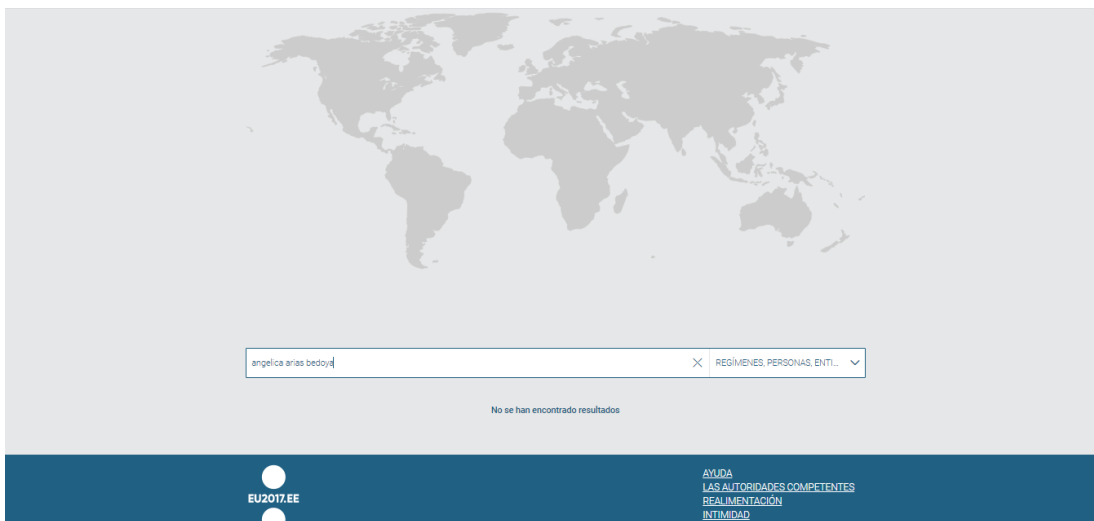 angelica arias bedoya
REGÍMENES, PERSONAS, ENTI...
No se han encontrado resultados
EU2017.EE
AYUDA
LAS AUTORIDADES COMPETENTES
REALIMENTACIÓN
INTIMIDAD